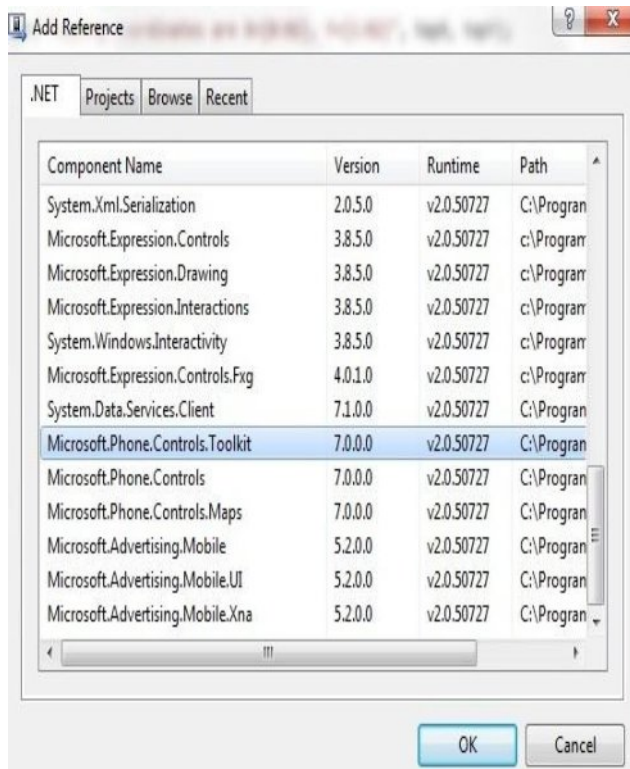 Add Reference
.NET Projects Browse Recent
Component Name Version Runtime Path
System.Xml.Serialization 2.0.5.0 v2.0.50727 C:\Progran
Microsoft.Expression.Controls 3.8.5.0 v2.0.50727 c:\Program
Microsoft.Expression.Drawing 3.8.5.0 v2.0.50727 c:\Program
Microsoft.Expression.Interactions 3.8.5.0 v2.0.50727 c:\Program
System.Windows.Interactivity 3.8.5.0 v2.0.50727 c:\Program
Microsoft.Expression.Controls.Fxg 4.0.1.0 v2.0.50727 c:\Program
System.Data.Services.Client 7.1.0.0 v2.0.50727 C:\Progran
Microsoft.Phone.Controls.Toolkit 7.0.0.0 v2.0.50727 C:\Progran
Microsoft.Phone.Controls 7.0.0.0 v2.0.50727 C:\Progran
Microsoft.Phone.Controls.Maps 7.0.0.0 v2.0.50727 C:\Progran
Microsoft.Advertising.Mobile 5.2.0.0 v2.0.50727 C:\Progran
Microsoft.Advertising.Mobile.UI 5.2.0.0 v2.0.50727 C:\Progran
Microsoft.Advertising.Mobile.Xna 5.2.0.0 v2.0.50727 C:\Progran
OK Cancel